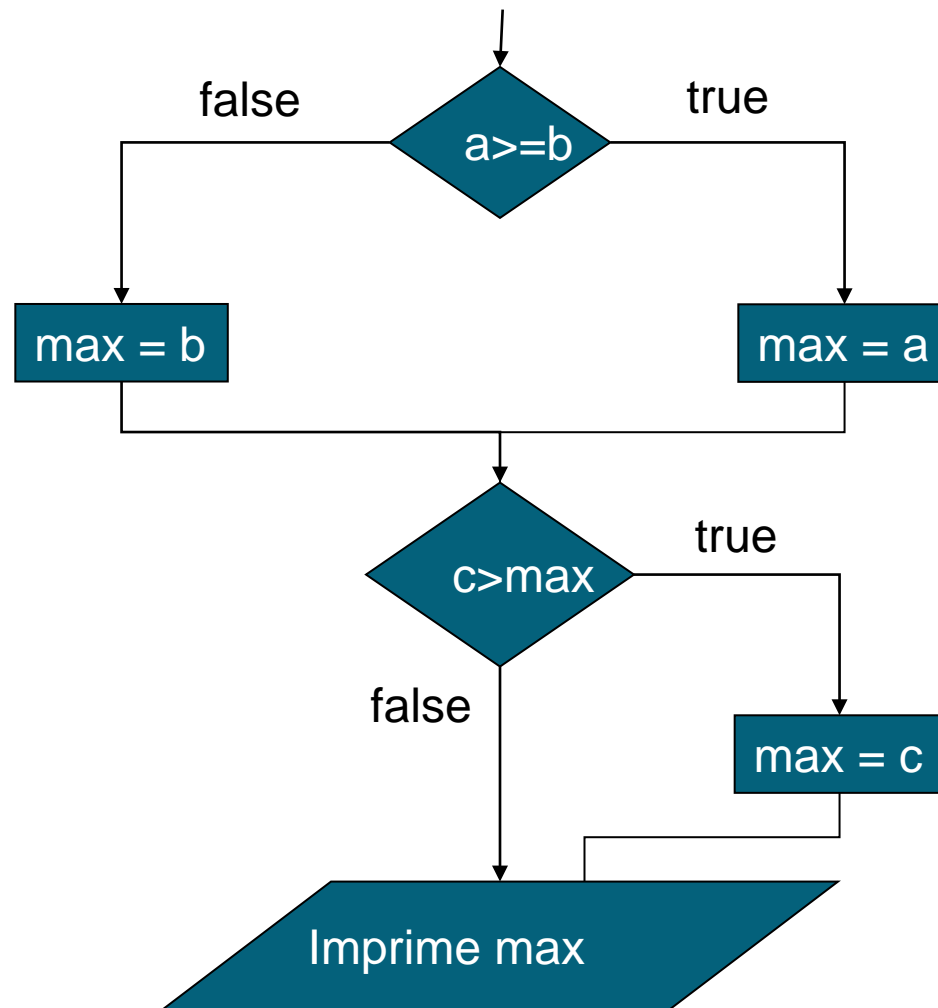 false
true
a>=b
max = b
max = a
true
c>max
false
max = c
Imprime max